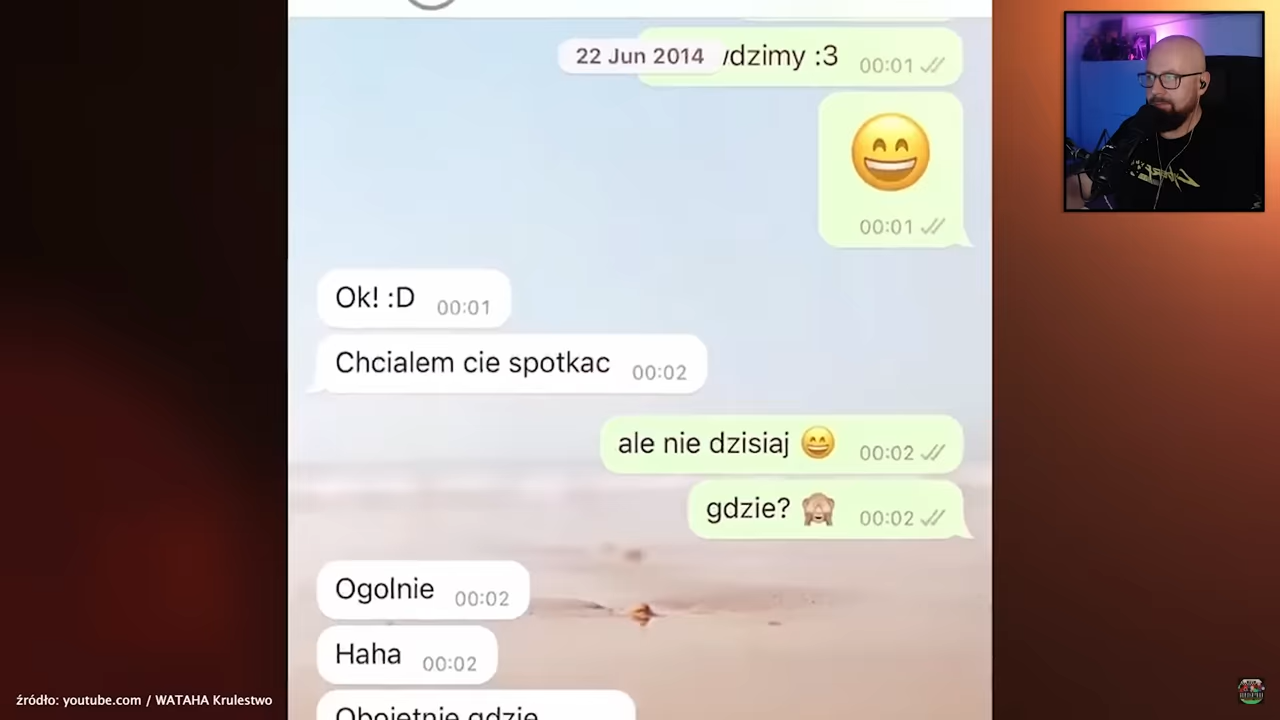 22 Jun 2014
dzimy :3 00:01
😄
00:01
Ok! :D 00:01
Chcialem cie spotkac 00:02
ale nie dzisiaj 😄 00:02
gdzie? 🙈 00:02
Ogolnie 00:02
Haha 00:02
Obojetnie gdzie
źródło: youtube.com / WATAHA Krulestwo